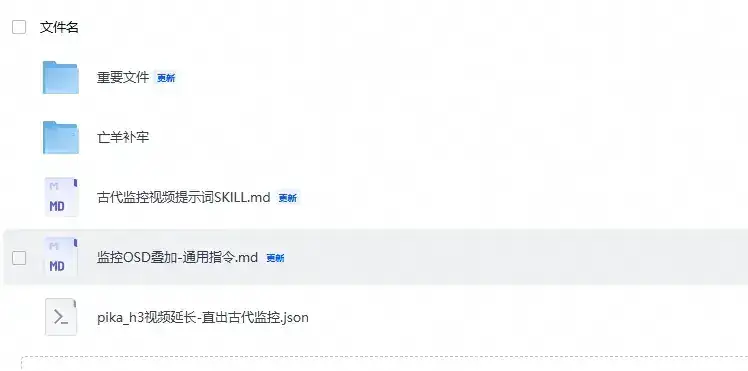 文件名
重要文件 更新
亡羊补牢
M
MD
古代监控视频提示词SKILL.md 更新
M
MD
监控OSD叠加-通用指令.md 更新
pika_h3视频延长-直出古代监控.json